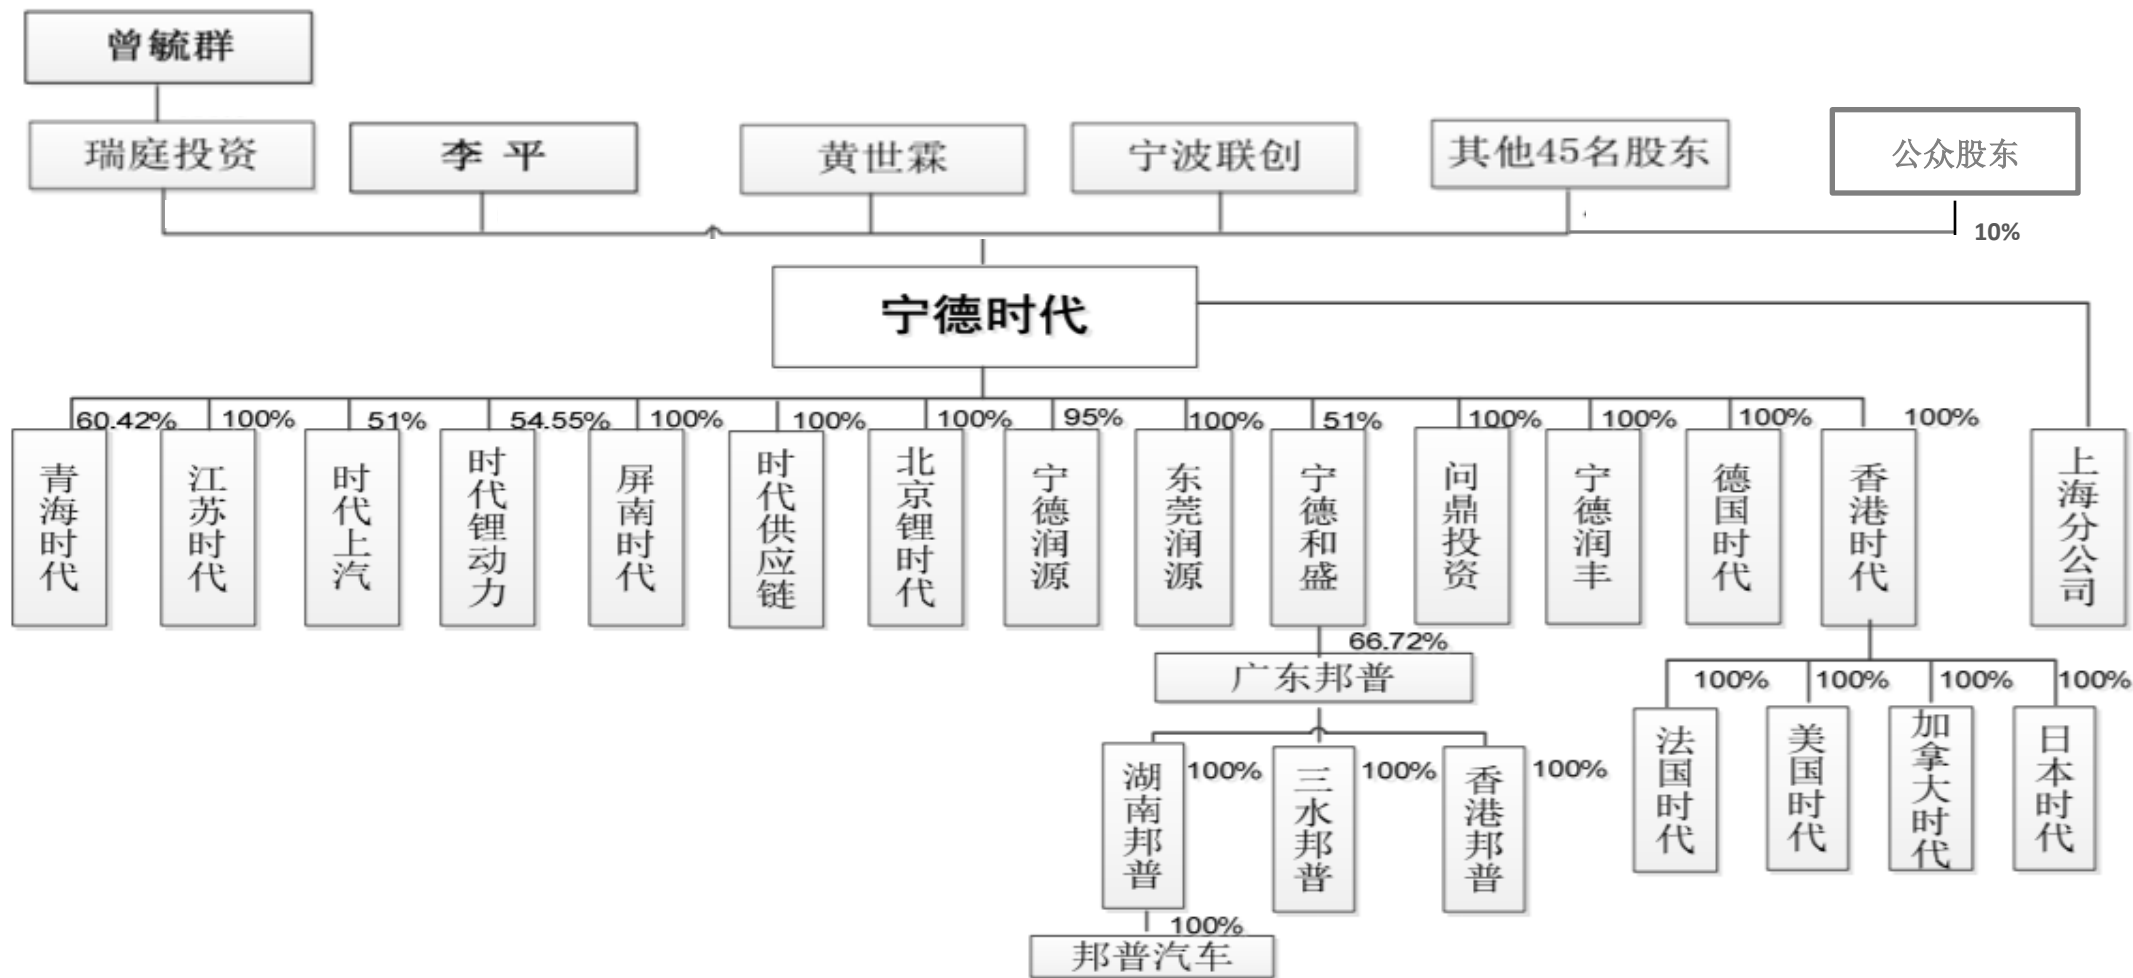 曾毓群
瑞庭投资
李 平
黄世霖
宁波联创
其他45名股东
公众股东
10%
宁德时代
60.42%
100%
51%
54.55%
100%
100%
100%
95%
100%
51%
100%
100%
100%
100%
青海时代
江苏时代
时代上汽
时代锂动力
屏南时代
时代供应链
北京锂时代
宁德润源
东莞润源
宁德和盛
问鼎投资
宁德润丰
德国时代
香港时代
上海分公司
66.72%
广东邦普
100%
100%
100%
100%
法国时代
美国时代
加拿大时代
日本时代
湖南邦普
100%
三水邦普
100%
香港邦普
100%
100%
邦普汽车